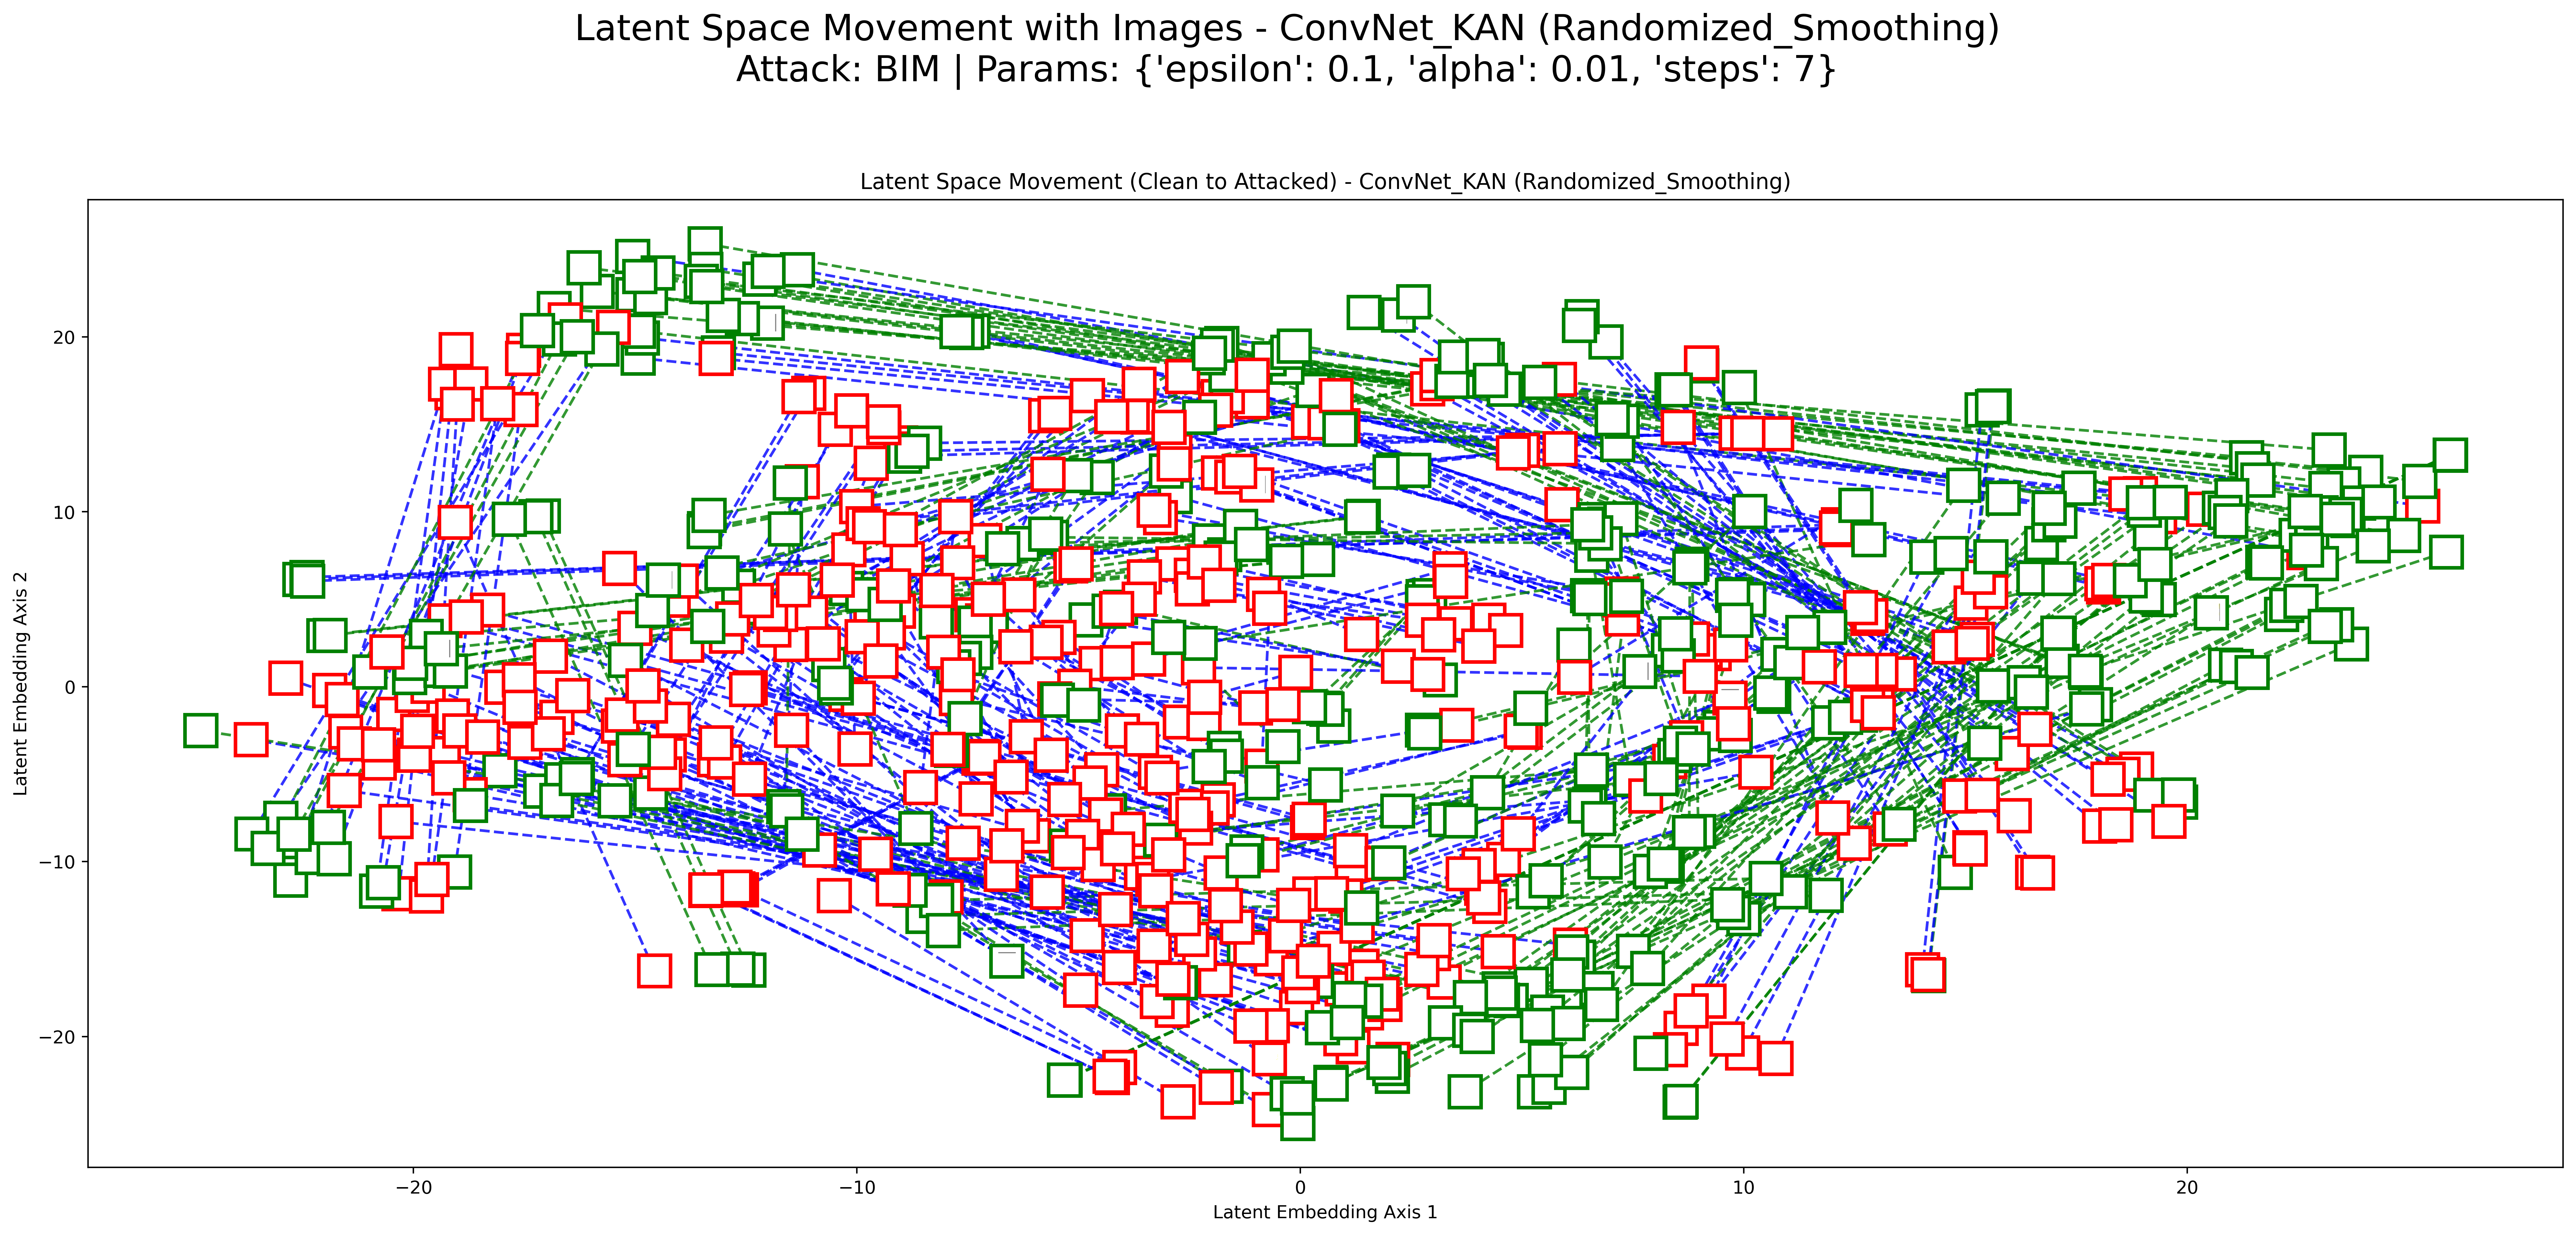 Latent Space Movement with Images - ConvNet_KAN (Randomized_Smoothing)
Attack: BIM | Params: {'epsilon': 0.1, 'alpha': 0.01, 'steps': 7}
Latent Space Movement (Clean to Attacked) - ConvNet_KAN (Randomized_Smoothing)
20
10
0
−10
−20
Latent Embedding Axis 2
−20
−10
0
10
20
Latent Embedding Axis 1